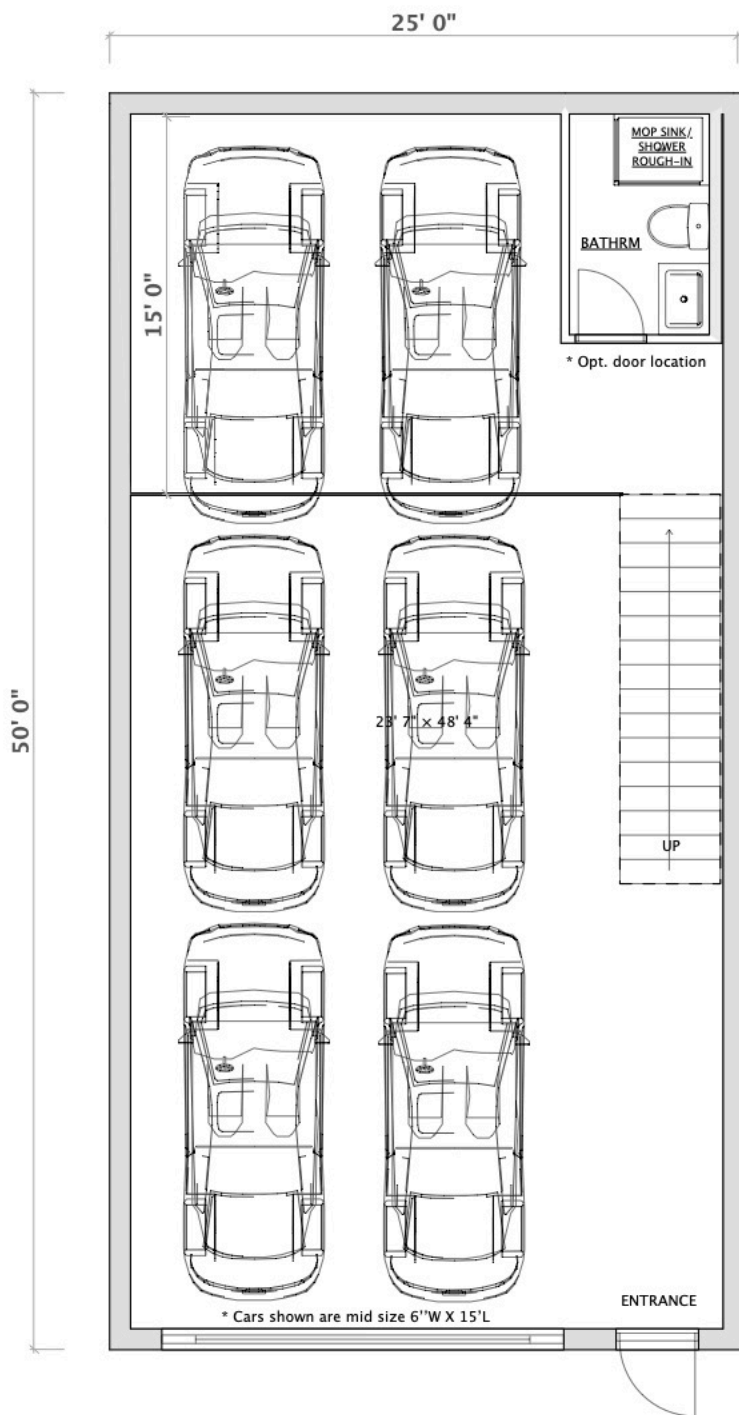 25' 0"
MOP SINK/
SHOWER
ROUGH-IN
BATHRM
15' 0"
* Opt. door location
50' 0"
23' 7" × 48' 4"
UP
ENTRANCE
* Cars shown are mid size 6''W X 15'L